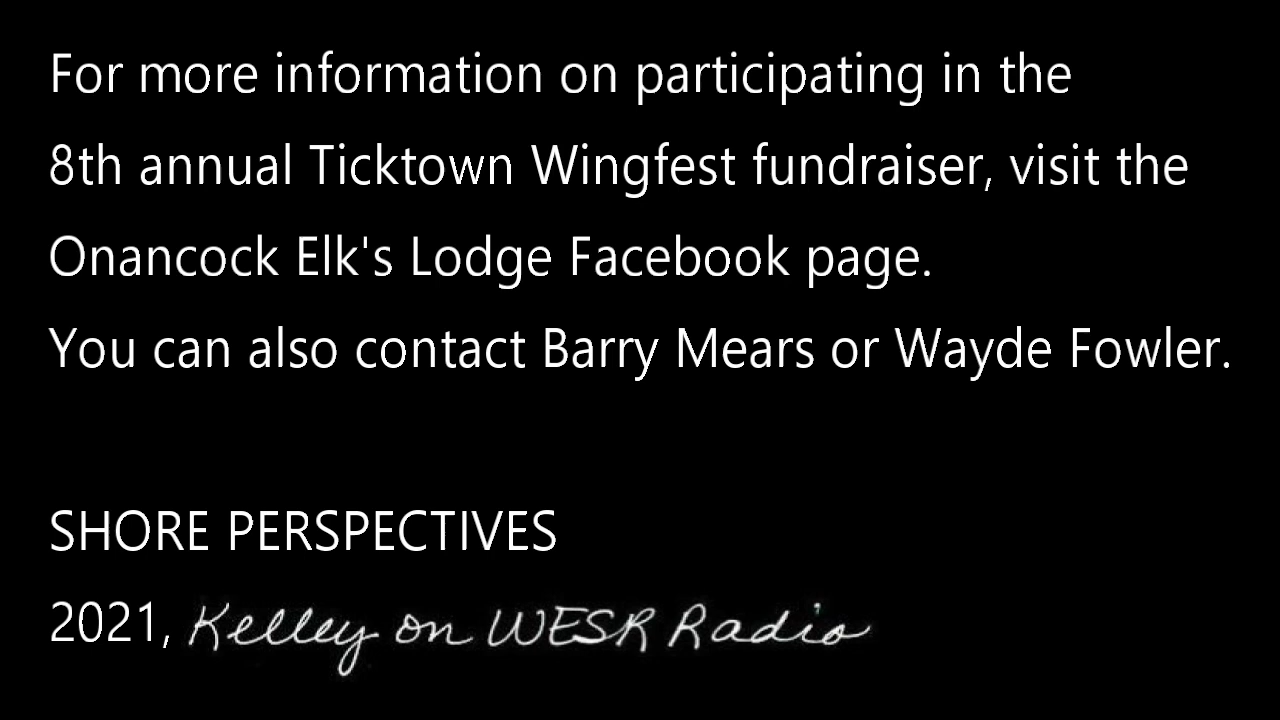 For more information on participating in the
8th annual Ticktown Wingfest fundraiser, visit the
Onancock Elk's Lodge Facebook page.
You can also contact Barry Mears or Wayde Fowler.
SHORE PERSPECTIVES
2021, Kelley on WESR Radio